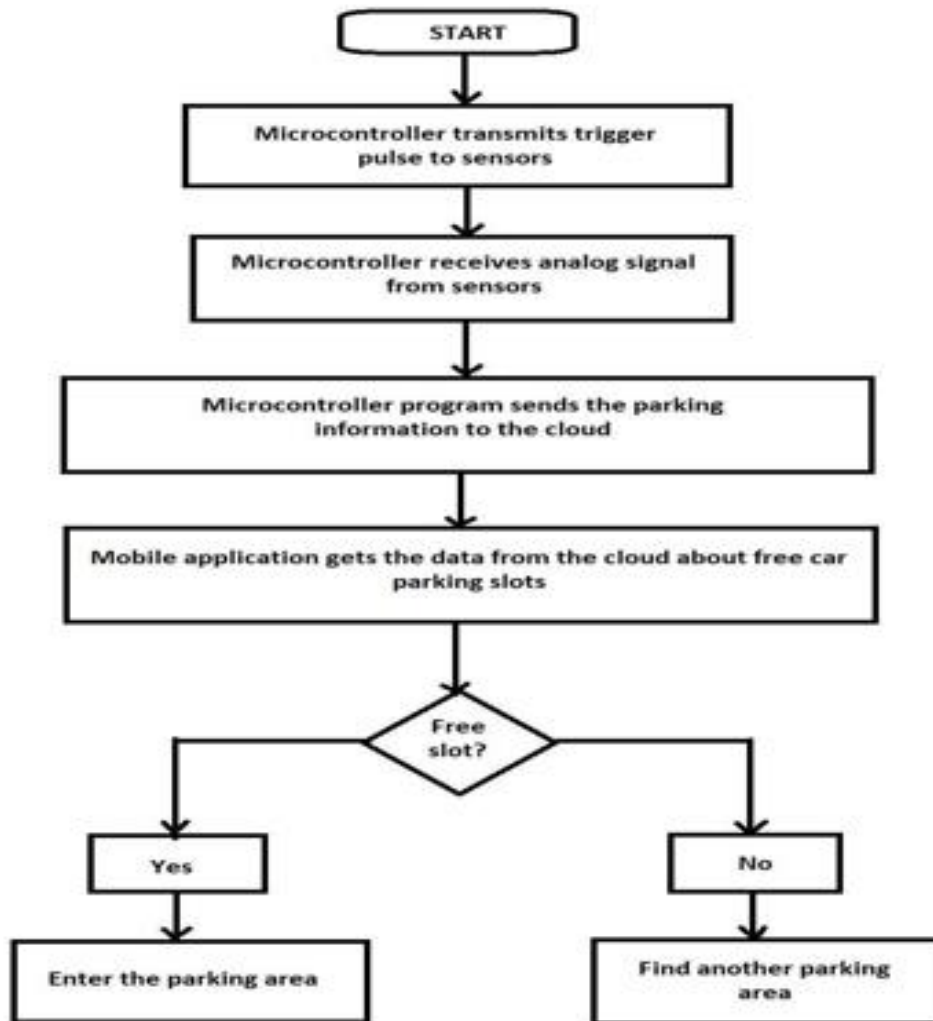 START
Microcontroller transmits trigger
pulse to sensors
Microcontroller receives analog signal
from sensors
Microcontroller program sends the parking
information to the cloud
Mobile application gets the data from the cloud about free car
parking slots
Free
slot?
Yes
No
Enter the parking area
Find another parking
area